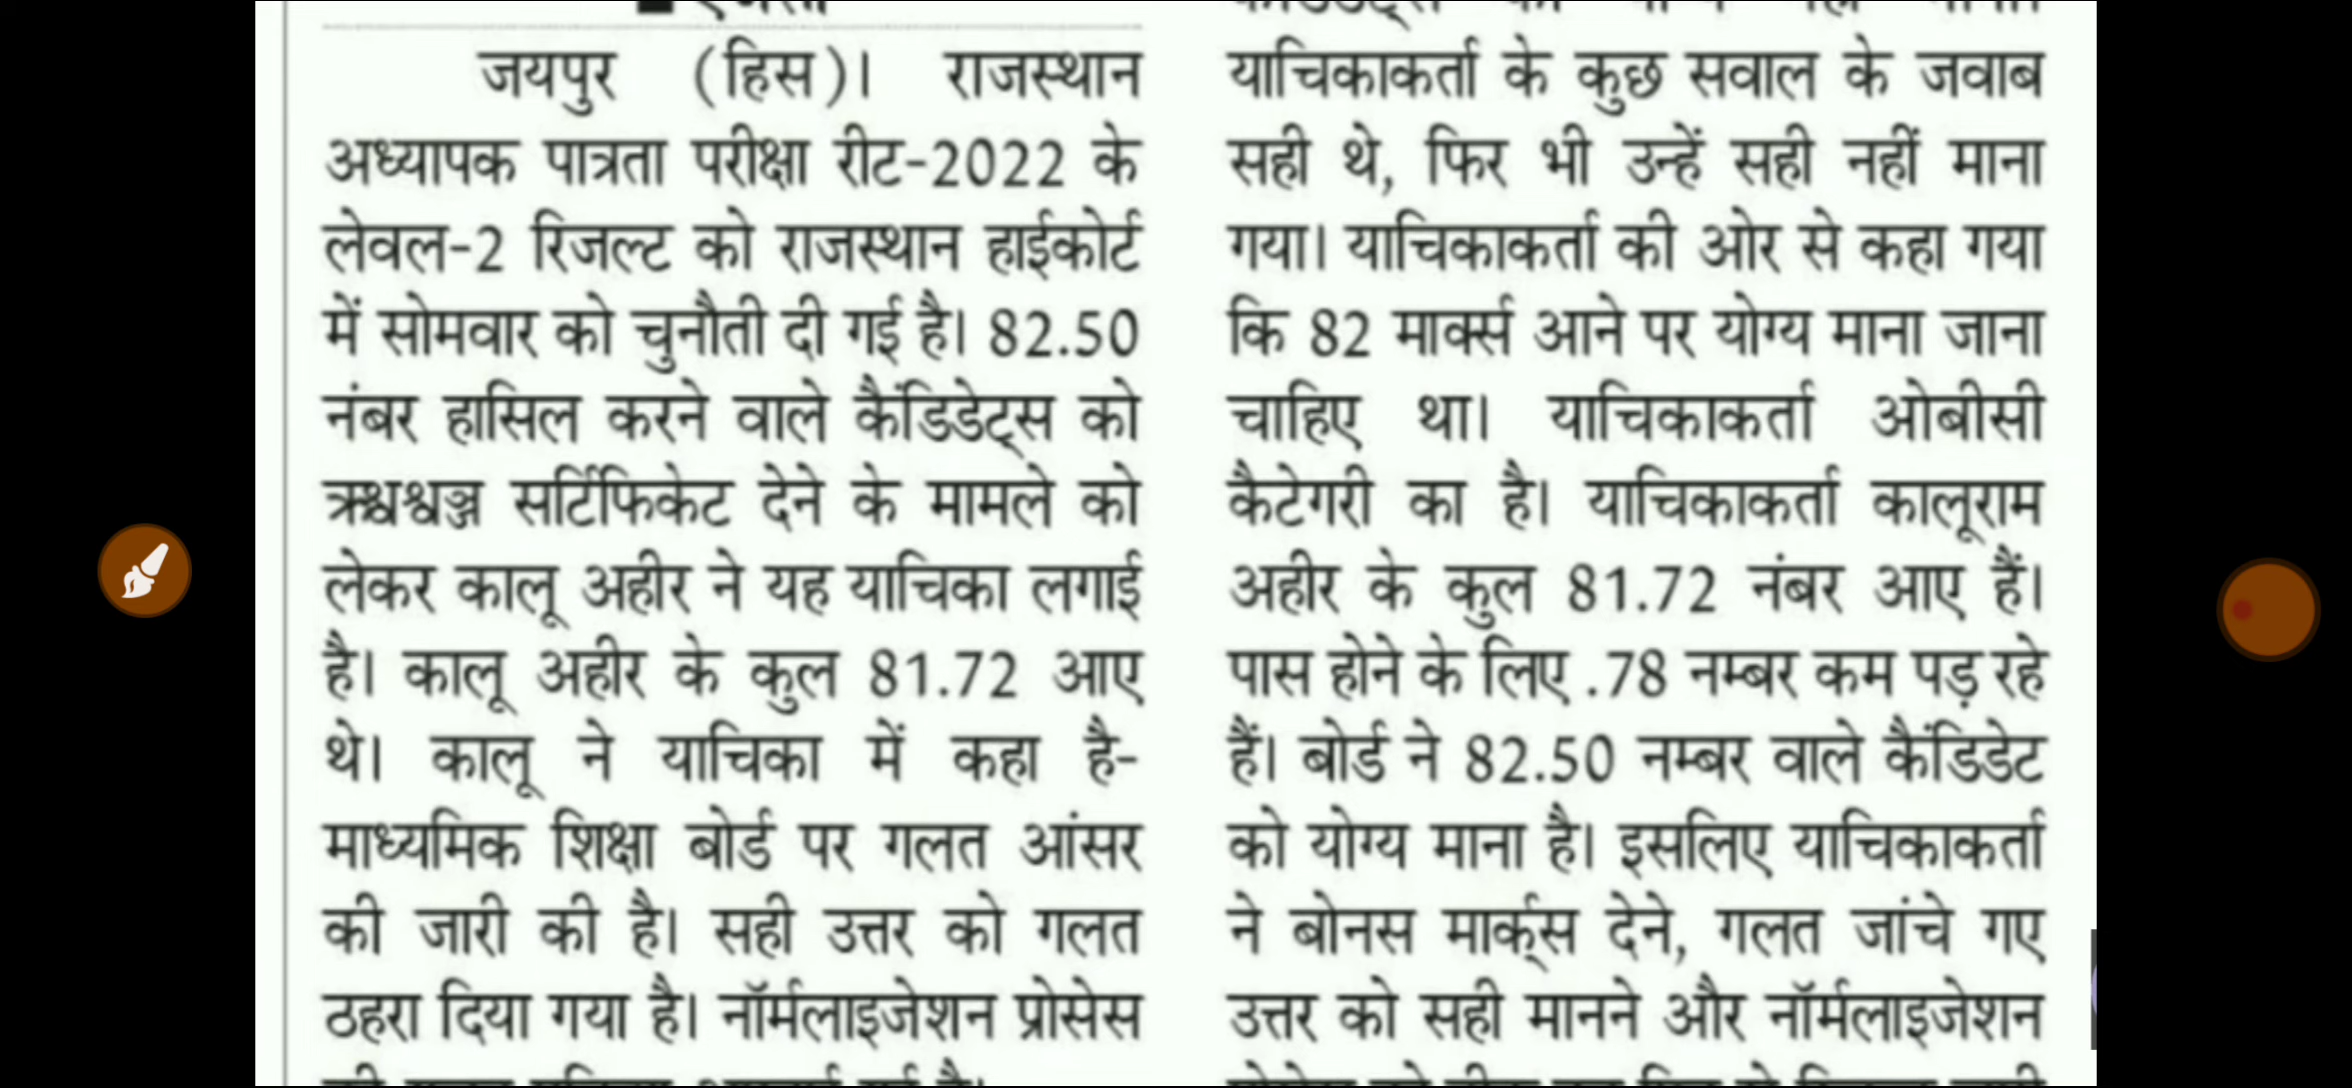 जयपुर (हिस)। राजस्थान
अध्यापक पात्रता परीक्षा रीट-2022 के
लेवल-2 रिजल्ट को राजस्थान हाईकोर्ट
में सोमवार को चुनौती दी गई है। 82.50
नंबर हासिल करने वाले कैंडिडेट्स को
सर्टिफिकेट देने के मामले को
लेकर कालू अहीर ने यह याचिका लगाई
है। कालू अहीर के कुल 81.72 आए
थे। कालू ने याचिका में कहा है-
माध्यमिक शिक्षा बोर्ड पर गलत आंसर
की जारी की है। सही उत्तर को गलत
ठहरा दिया गया है। नॉर्मलाइजेशन प्रोसेस
याचिकाकर्ता के कुछ सवाल के जवाब
सही थे, फिर भी उन्हें सही नहीं माना
गया। याचिकाकर्ता की ओर से कहा गया
कि 82 मार्क्स आने पर योग्य माना जाना
चाहिए था। याचिकाकर्ता ओबीसी
कैटेगरी का है। याचिकाकर्ता कालूराम
अहीर के कुल 81.72 नंबर आए हैं।
पास होने के लिए .78 नम्बर कम पड़ रहे
हैं। बोर्ड ने 82.50 नम्बर वाले कैंडिडेट
को योग्य माना है। इसलिए याचिकाकर्ता
ने बोनस मार्क्स देने, गलत जांचे गए
उत्तर को सही मानने और नॉर्मलाइजेशन